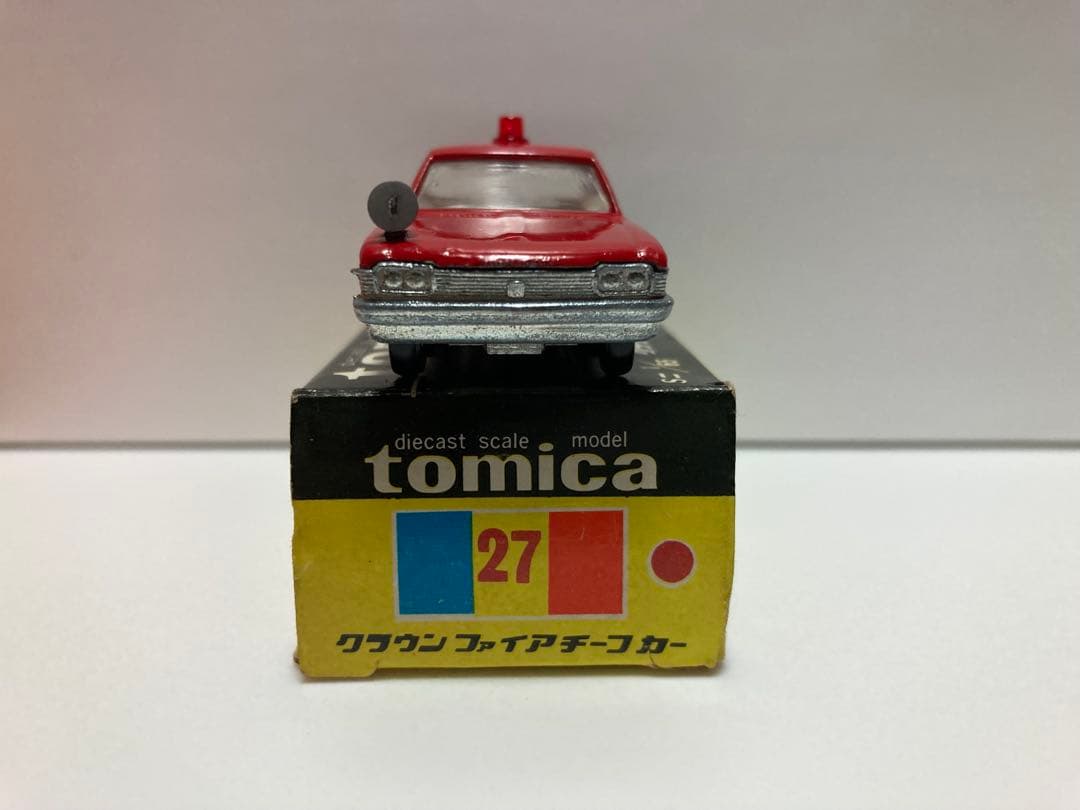 diecast scale model
tomica
27
クラウン ファイアチーフ カー